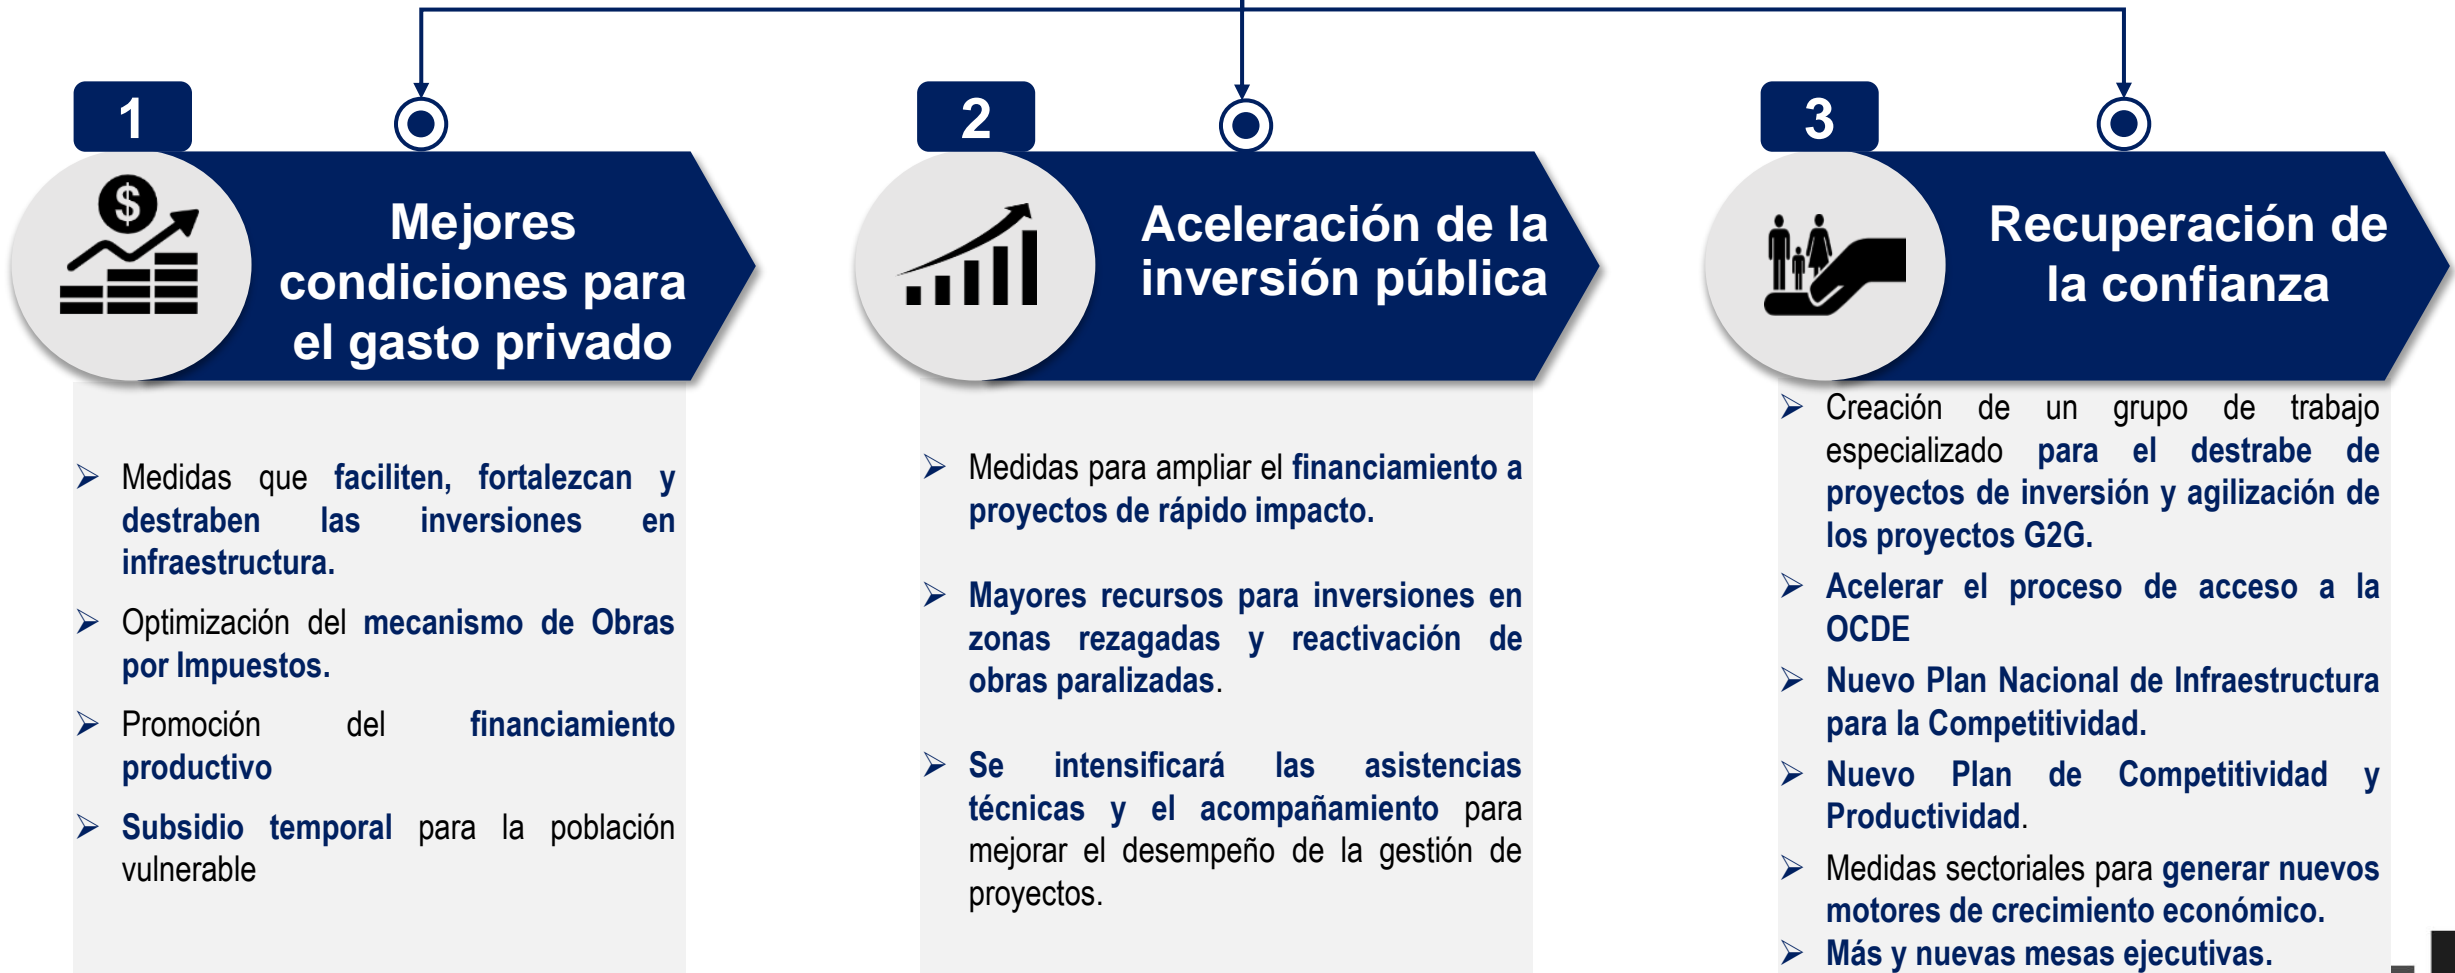 1
Mejores
condiciones para
el gasto privado
➢ Medidas que faciliten, fortalezcan y
destraben las inversiones en
infraestructura.
➢ Optimización del mecanismo de Obras
por Impuestos.
➢ Promoción del financiamiento
productivo
➢ Subsidio temporal para la población
vulnerable
2
Aceleración de la
inversión pública
➢ Medidas para ampliar el financiamiento a
proyectos de rápido impacto.
➢ Mayores recursos para inversiones en
zonas rezagadas y reactivación de
obras paralizadas.
➢ Se intensificará las asistencias
técnicas y el acompañamiento para
mejorar el desempeño de la gestión de
proyectos.
3
Recuperación de
la confianza
➢ Creación de un grupo de trabajo
especializado para el destrabe de
proyectos de inversión y agilización de
los proyectos G2G.
➢ Acelerar el proceso de acceso a la
OCDE
➢ Nuevo Plan Nacional de Infraestructura
para la Competitividad.
➢ Nuevo Plan de Competitividad y
Productividad.
➢ Medidas sectoriales para generar nuevos
motores de crecimiento económico.
➢ Más y nuevas mesas ejecutivas.